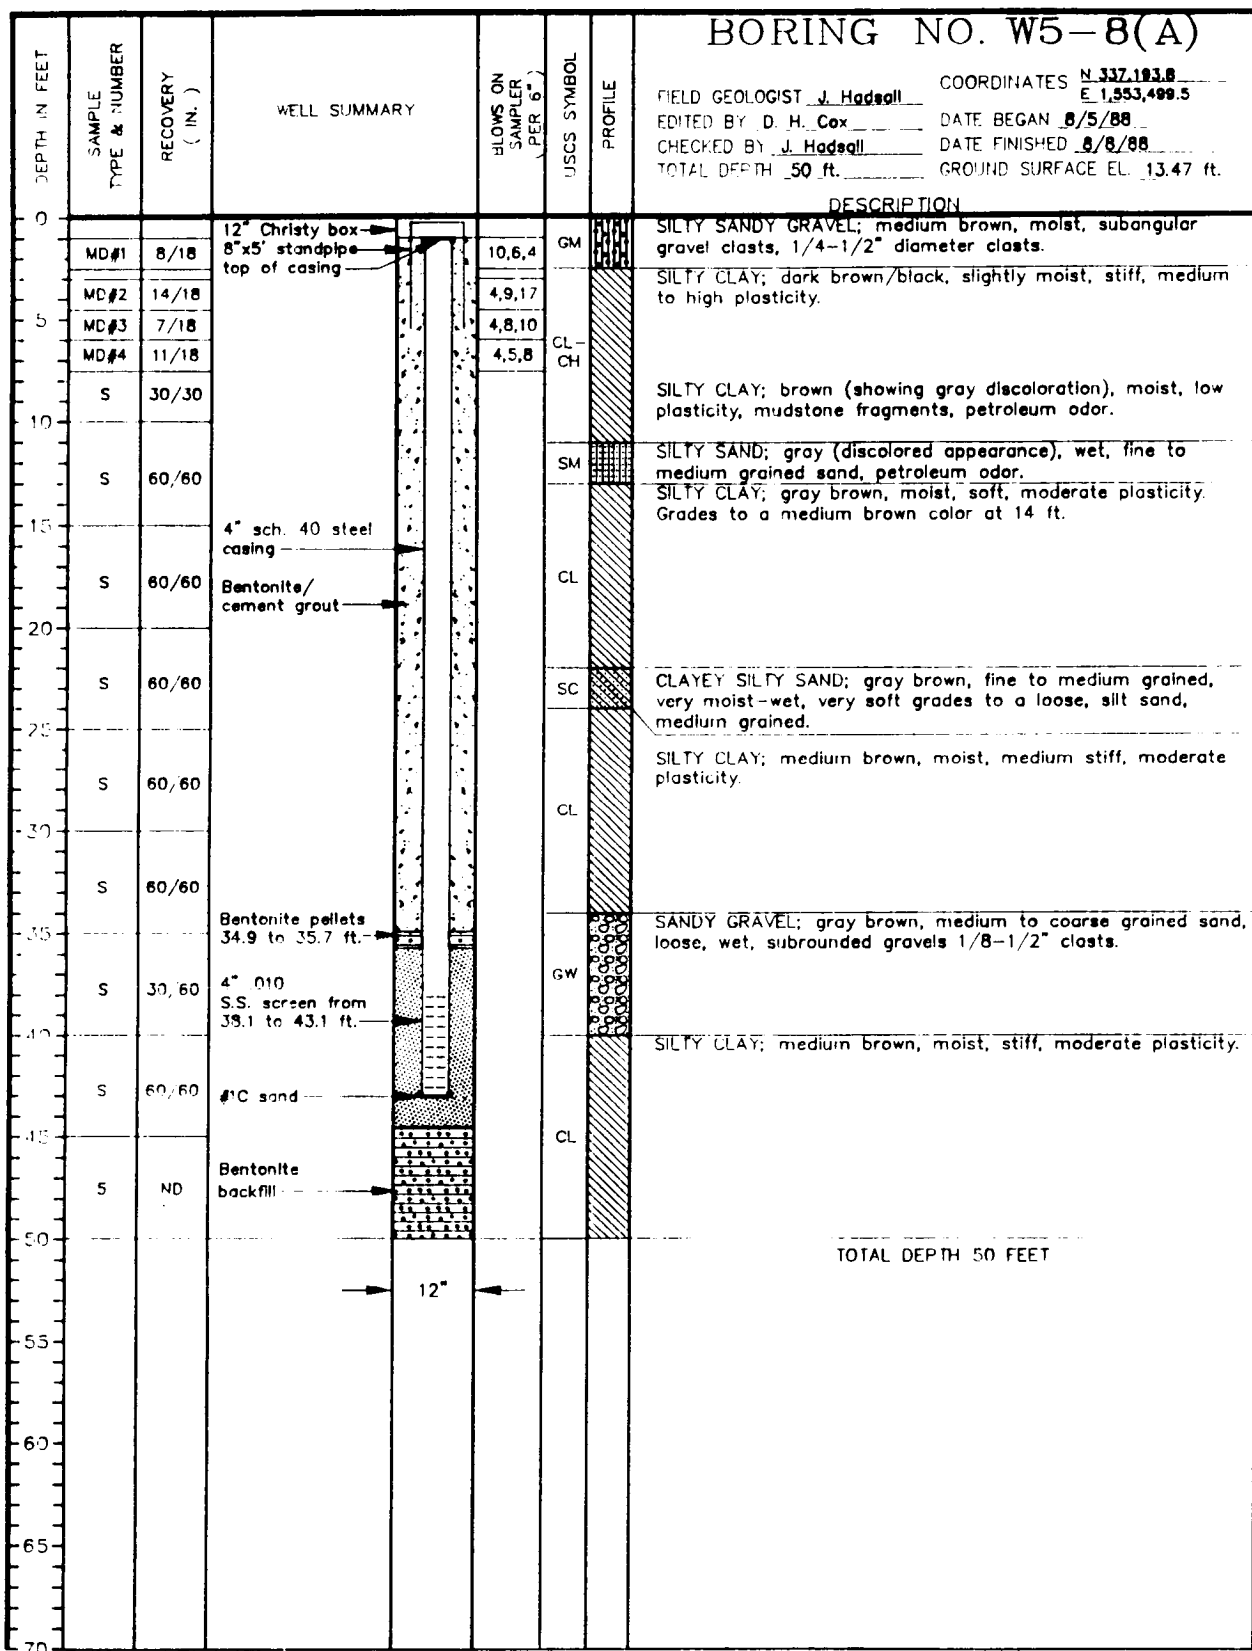 BORING NO. W5-8(A)
DEPTH IN FEET
SAMPLE
TYPE & NUMBER
RECOVERY
( IN. )
WELL SUMMARY
BLOWS ON
SAMPLER
(PER 6")
USCS SYMBOL
PROFILE
FIELD GEOLOGIST J. Hadsall
EDITED BY D. H. Cox
CHECKED BY J. Hadsall
TOTAL DEPTH 50 ft.
COORDINATES N 337,193.8
E 1,553,499.5
DATE BEGAN 8/5/88
DATE FINISHED 8/8/88
GROUND SURFACE EL. 13.47 ft.
DESCRIPTION
0
12" Christy box
8"x5' standpipe
top of casing
MD#1 8/18 10,6,4 GM
SILTY SANDY GRAVEL; medium brown, moist, subangular
gravel clasts, 1/4-1/2" diameter clasts.
MD#2 14/18 4,9,17
SILTY CLAY; dark brown/black, slightly moist, stiff, medium
to high plasticity.
5
MD#3 7/18 4,8,10
MD#4 11/18 4,5,8
CL-
CH
S 30/30
SILTY CLAY; brown (showing gray discoloration), moist, low
plasticity, mudstone fragments, petroleum odor.
10
S 60/60 SM
SILTY SAND; gray (discolored appearance), wet, fine to
medium grained sand, petroleum odor.
SILTY CLAY; gray brown, moist, soft, moderate plasticity.
Grades to a medium brown color at 14 ft.
15
4" sch. 40 steel
casing
S 60/60 CL
Bentonite/
cement grout
20
S 60/60 SC
CLAYEY SILTY SAND; gray brown, fine to medium grained,
very moist-wet, very soft grades to a loose, silt sand,
medium grained.
25
SILTY CLAY; medium brown, moist, medium stiff, moderate
plasticity.
S 60/60 CL
30
S 60/60
Bentonite pellets
34.9 to 35.7 ft.
SANDY GRAVEL; gray brown, medium to coarse grained sand,
loose, wet, subrounded gravels 1/8-1/2" clasts.
35
S 30/60 GW
4" .010
S.S. screen from
38.1 to 43.1 ft.
40
SILTY CLAY; medium brown, moist, stiff, moderate plasticity.
S 60/60
#1C sand
45
CL
Bentonite
backfill
5 ND
50
TOTAL DEPTH 50 FEET
12"
55
60
65
70